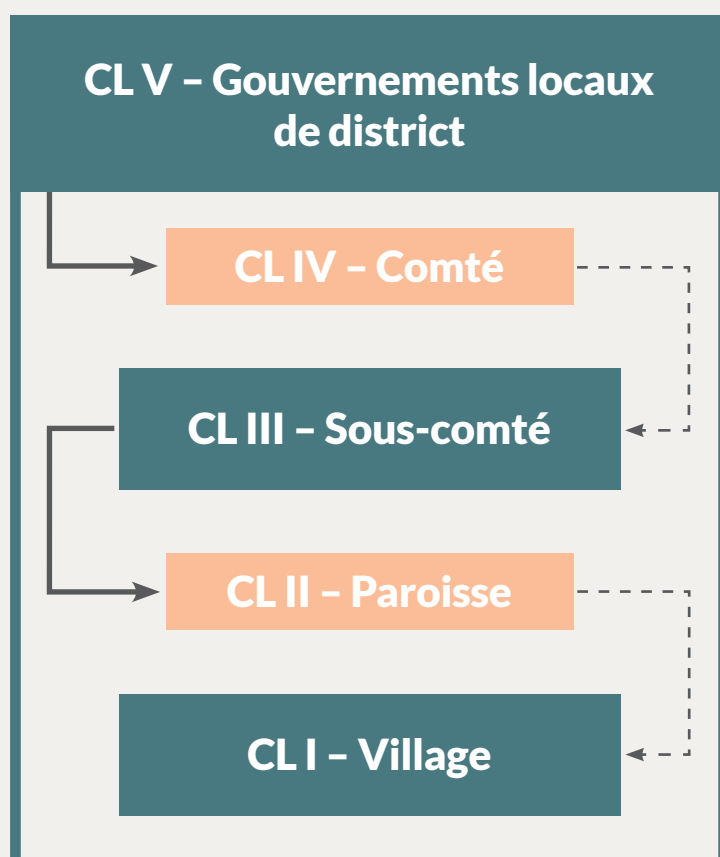 CL V – Gouvernements locaux
de district
CL IV – Comté
CL III – Sous-comté
CL II – Paroisse
CL I – Village